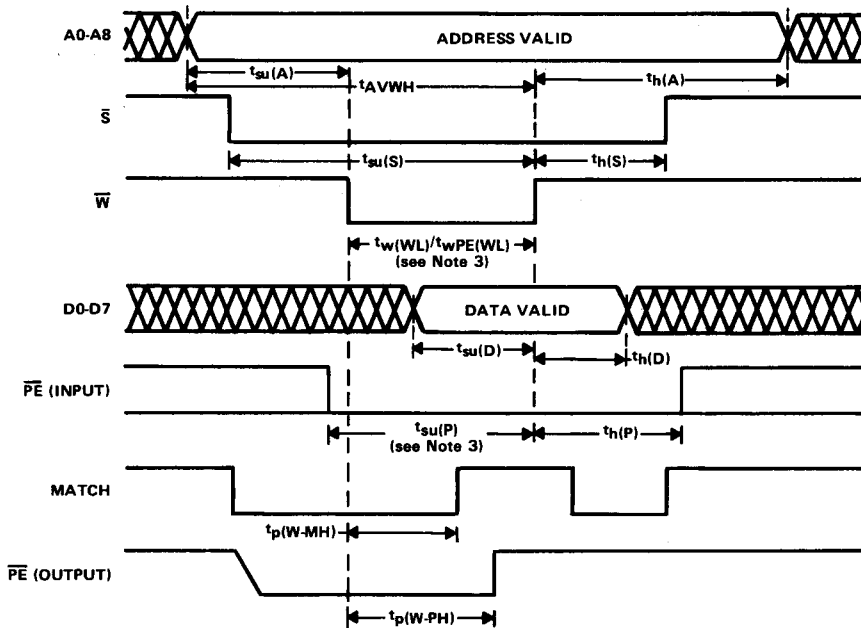 A0-A8
ADDRESS VALID
tsu(A)
th(A)
tAVWH
S̅
tsu(S)
th(S)
W̅
tw(WL)/twPE(WL)
(see Note 3)
D0-D7
DATA VALID
tsu(D)
th(D)
P̅E̅ (INPUT)
tsu(P)
(see Note 3)
th(P)
MATCH
tp(W-MH)
P̅E̅ (OUTPUT)
tp(W-PH)